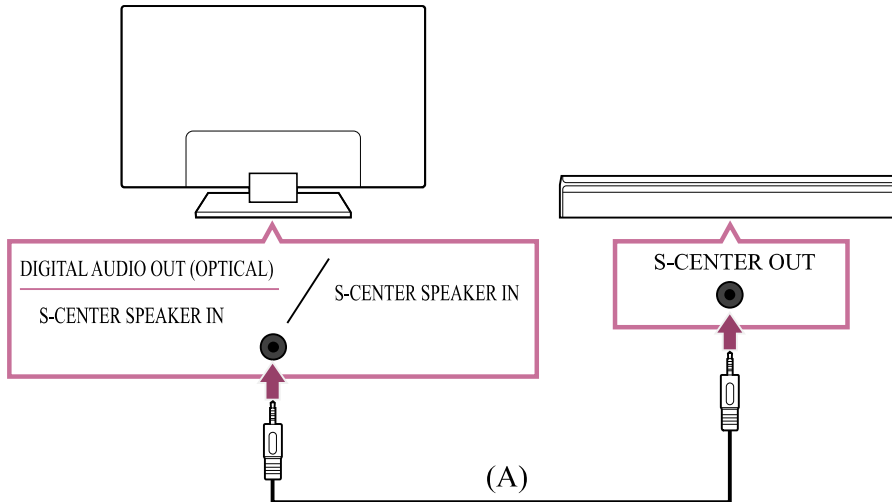 DIGITAL AUDIO OUT (OPTICAL)
S-CENTER SPEAKER IN
S-CENTER SPEAKER IN
S-CENTER OUT
(A)